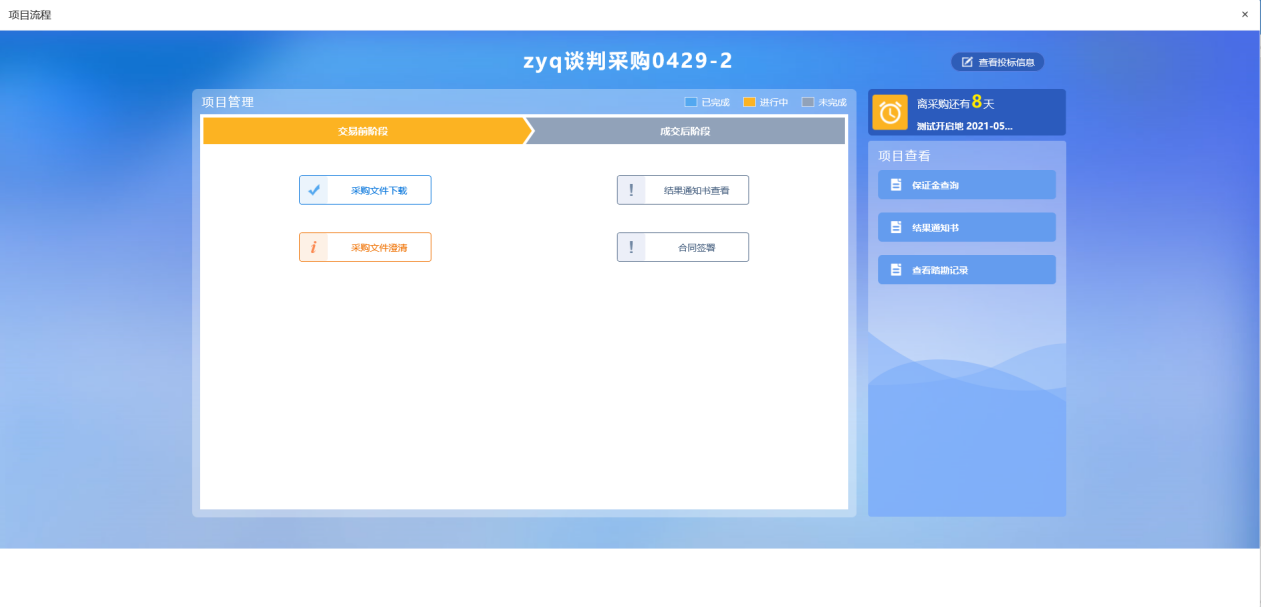 项目流程
×
zyq谈判采购0429-2
查看投标信息
项目管理
已完成 进行中 未完成
离采购还有8天
测试开启地 2021-05...
交易前阶段 成交后阶段
项目查看
采购文件下载 结果通知书查看
保证金查询
结果通知书
采购文件澄清 合同签署
查看踏勘记录